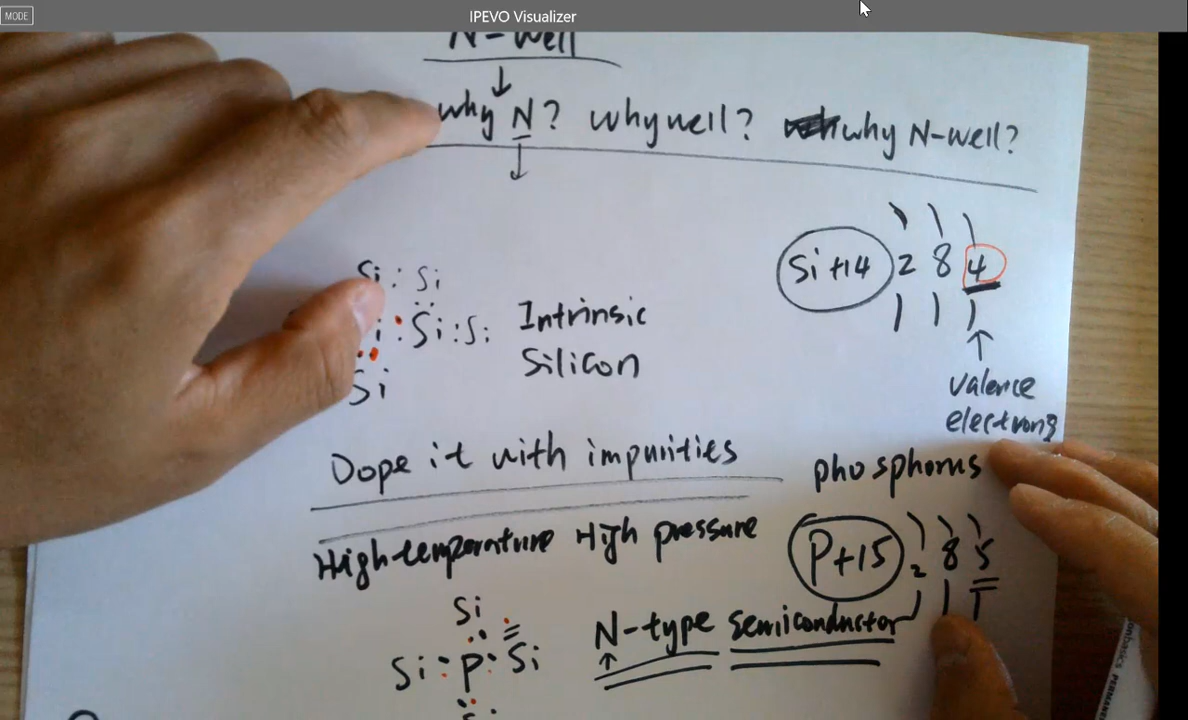 MODE
IPEVO Visualizer
N-well
why N? why well? why N-well?
Si : Si
Si +14 2 8 4
i : Si : Si
Intrinsic
Silicon
Si
valence
electrons
Dope it with impurities
phosphorus
High-temperature High pressure
P+15 2 8 5
Si
N-type semiconductor
Si : P : Si
Si
PERMANE